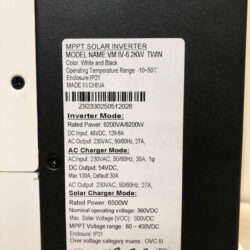 MPPT SOLAR INVERTER
MODEL NAME:VM IV-6.2KW TWIN
Color: White and Black
Operating Temperature Range: -10~50°C
Enclosure: IP21
MADE IN CHINA
Z92330250512026
Inverter Mode:
Rated Power: 6200VA/6200W
DC Input: 48VDC, 129.6A
AC Output: 230VAC, 50/60Hz, 27A,
AC Charger Mode:
AC Input: 230VAC, 50/60Hz, 35A, 1φ
DC Output: 54VDC,
Max.100A, Default 30A
AC Output: 230VAC, 50/60Hz, 27A,
Solar Charger Mode:
Rated Power: 6500W
Nominal operating voltage: 360VDC
Max. Solar Voltage (VOC): 500VDC
MPPT Voltage range: 60 ~ 450VDC
Enclosure: IP21
Over voltage category mains : OVC III